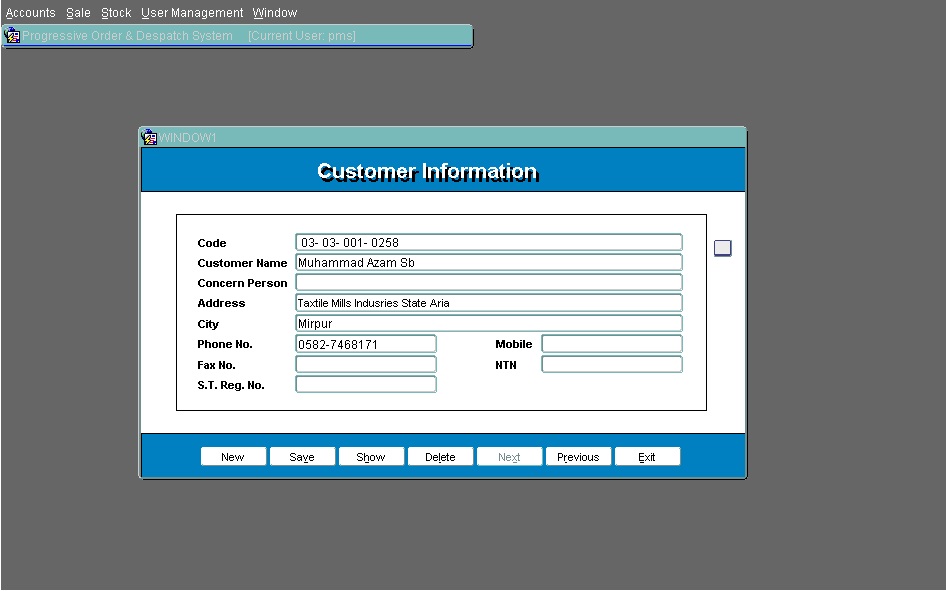 Accounts Sale Stock User Management Window
Progressive Order & Despatch System [Current User: pms]
WINDOW1
Customer Information
Code 03- 03- 001- 0258
Customer Name Muhammad Azam Sb
Concern Person
Address Taxtile Mills Indusries State Aria
City Mirpur
Phone No. 0582-7468171 Mobile
Fax No. NTN
S.T. Reg. No.
New Save Show Delete Next Previous Exit